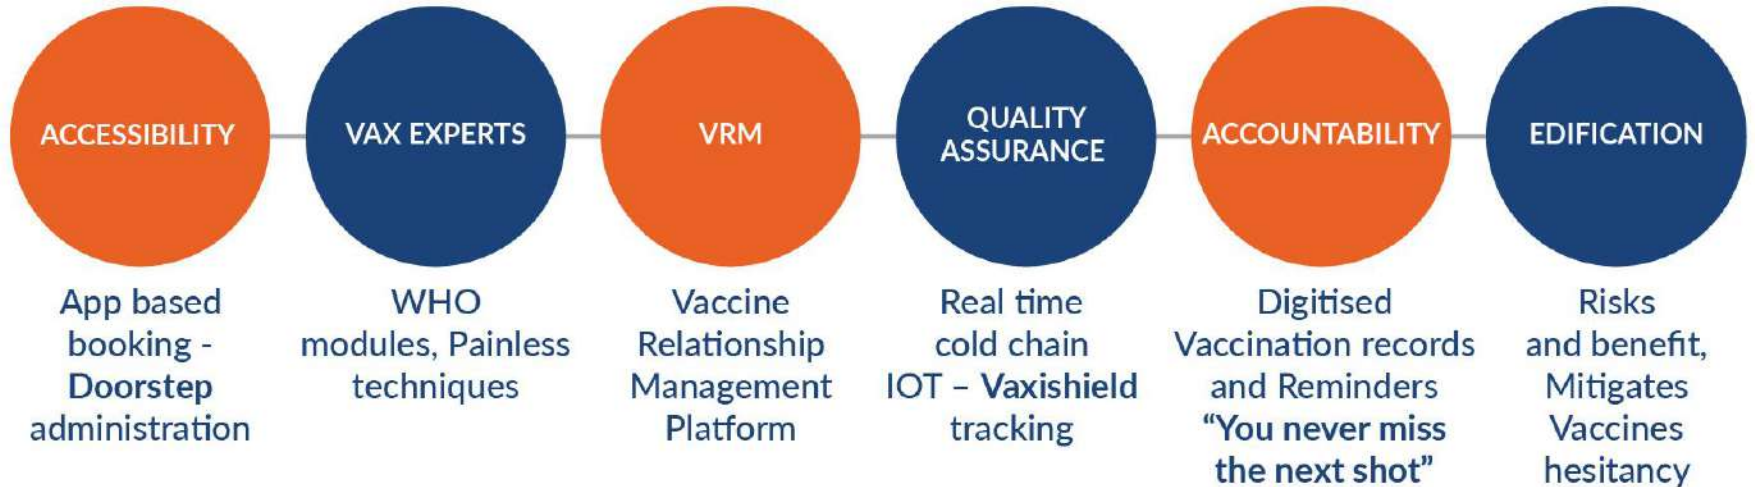 ACCESSIBILITY
App based
booking -
Doorstep
administration
VAX EXPERTS
WHO
modules, Painless
techniques
VRM
Vaccine
Relationship
Management
Platform
QUALITY
ASSURANCE
Real time
cold chain
IOT – Vaxishield
tracking
ACCOUNTABILITY
Digitised
Vaccination records
and Reminders
“You never miss
the next shot”
EDIFICATION
Risks
and benefit,
Mitigates
Vaccines
hesitancy